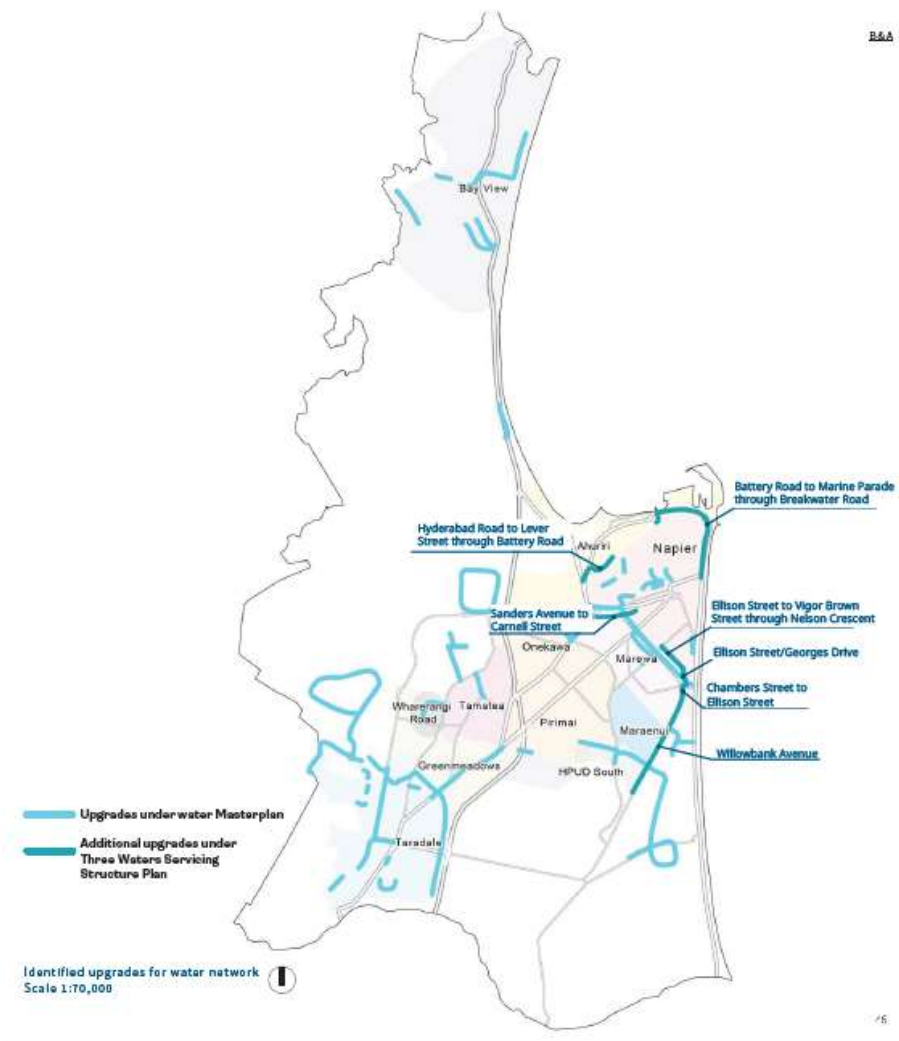 B&A
Bay View
Battery Road to Marine Parade
through Breakwater Road
Hyderabad Road to Lever
Street through Battery Road
Ahuriri
Napier
Sanders Avenue to
Carnell Street
Ellison Street to Vigor Brown
Street through Nelson Crescent
Onekawa
Marewa
Ellison Street/Georges Drive
Chambers Street to
Ellison Street
Wharerangi
Road
Tamatea
Pirimai
Maraenui
Willowbank Avenue
Greenmeadows
HPUD South
Upgrades under water Masterplan
Additional upgrades under
Three Waters Servicing
Structure Plan
Taradale
Identified upgrades for water network
Scale 1:70,000